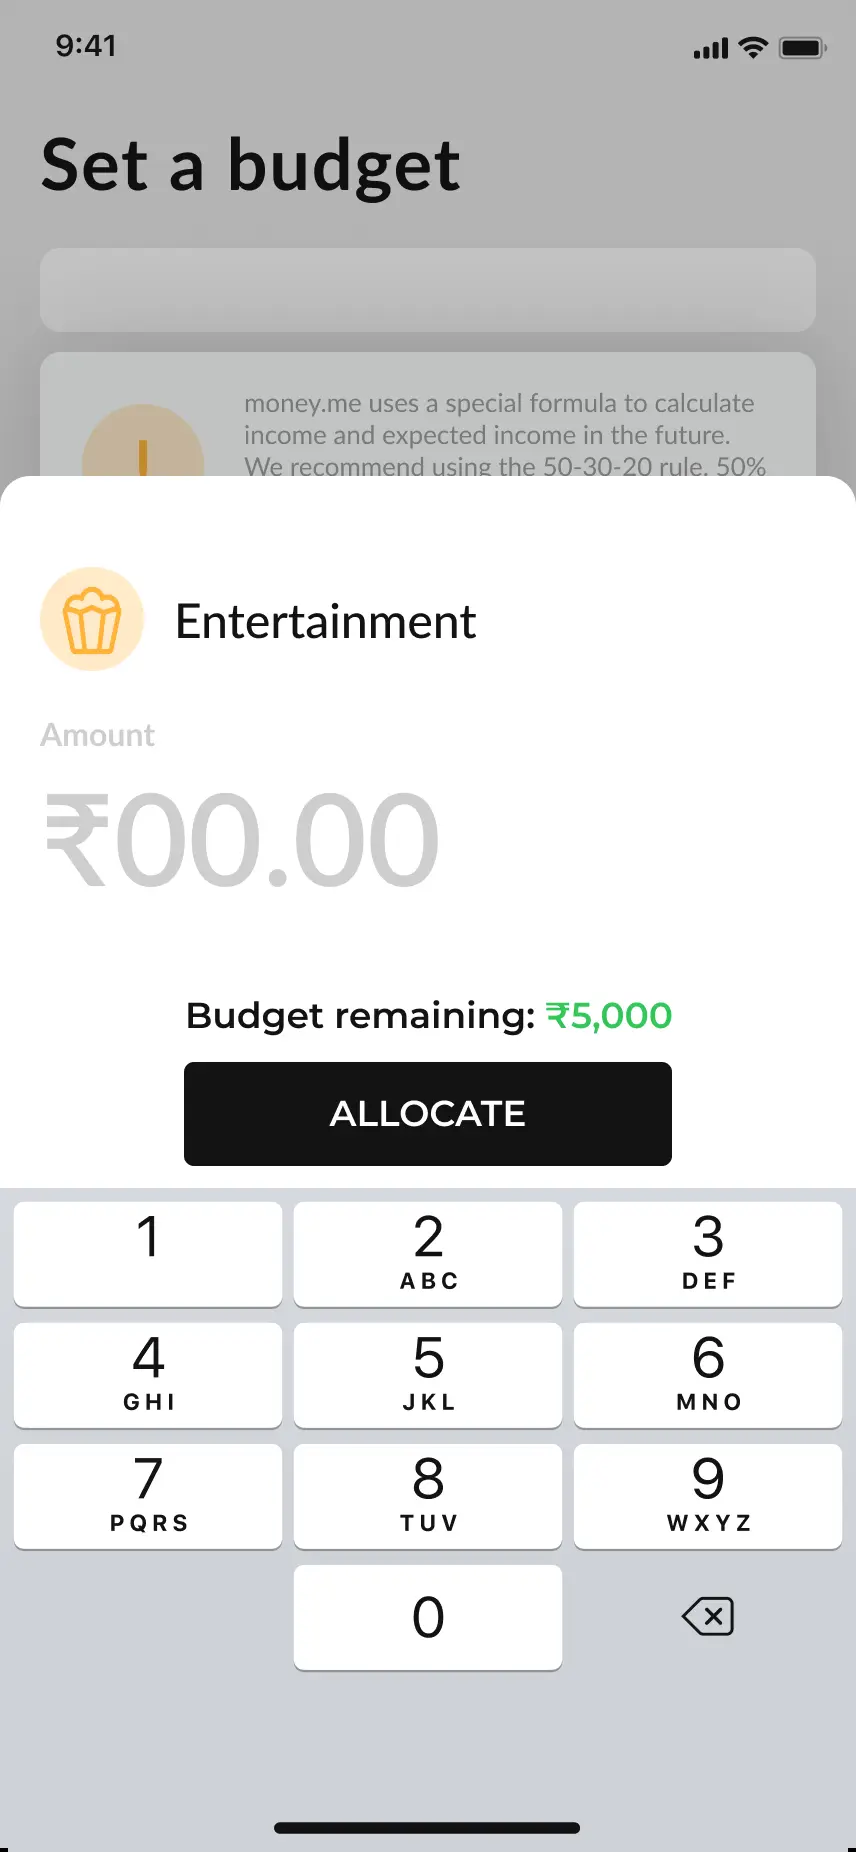 9:41
Set a budget
money.me uses a special formula to calculate
income and expected income in the future.
We recommend using the 50-30-20 rule. 50%
Entertainment
Amount
₹00.00
Budget remaining: ₹5,000
ALLOCATE
1
2
ABC
3
DEF
4
GHI
5
JKL
6
MNO
7
PQRS
8
TUV
9
WXYZ
0